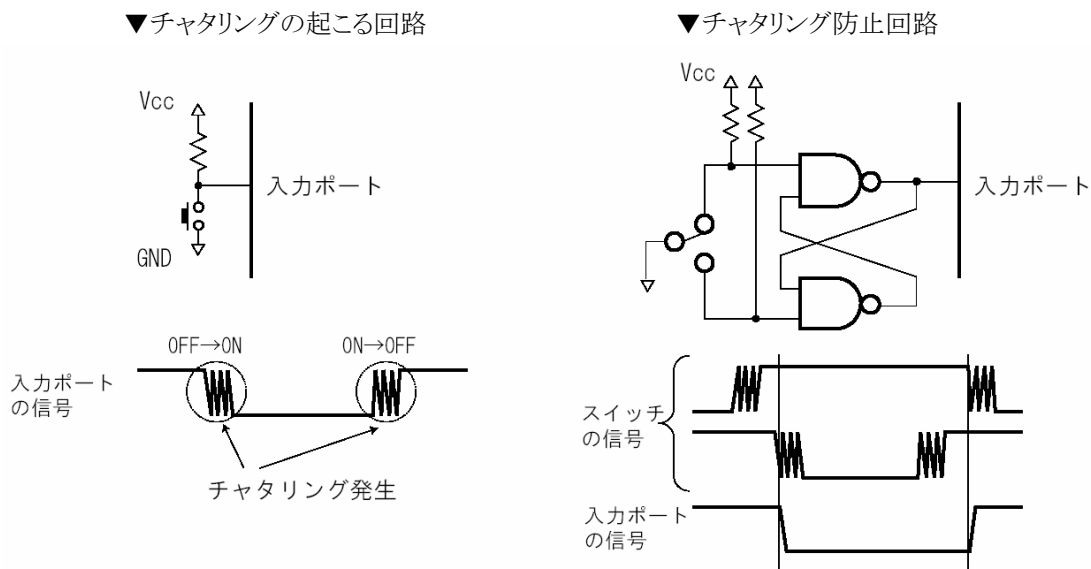 ▼チャタリングの起こる回路
Vcc
入力ポート
GND
OFF→ON
ON→OFF
入力ポート
の信号
チャタリング発生
▼チャタリング防止回路
Vcc
入力ポート
スイッチ
の信号
入力ポート
の信号